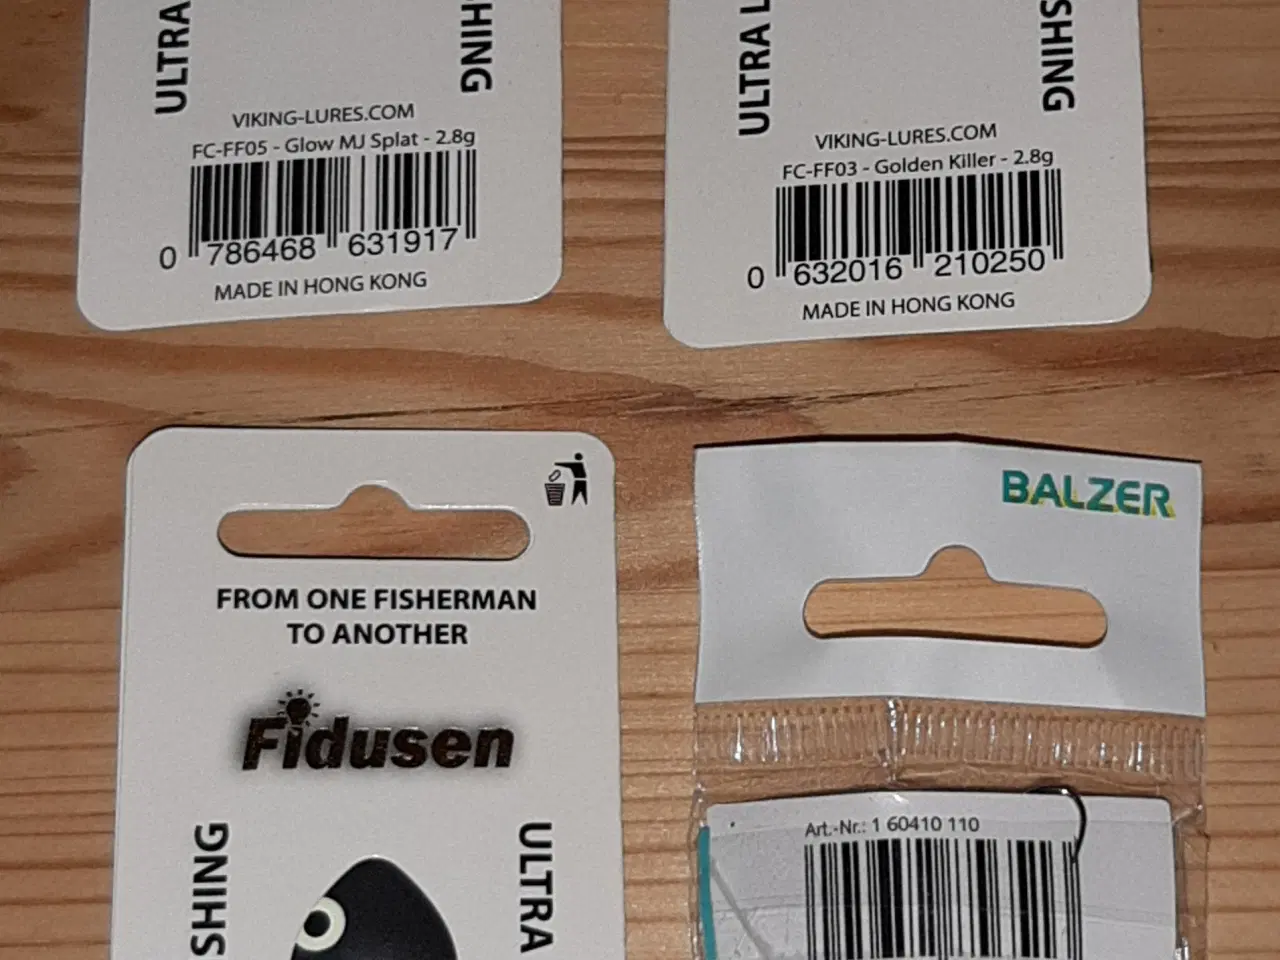 ULTRA
SHING
VIKING-LURES.COM
FC-FF05 - Glow MJ Splat - 2.8g
0 786468 631917
MADE IN HONG KONG
ULTRA L
SHING
VIKING-LURES.COM
FC-FF03 - Golden Killer - 2.8g
0 632016 210250
MADE IN HONG KONG
FROM ONE FISHERMAN
TO ANOTHER
Fidusen
SHING
ULTRA
BALZER
Art.-Nr.: 1 60410 110